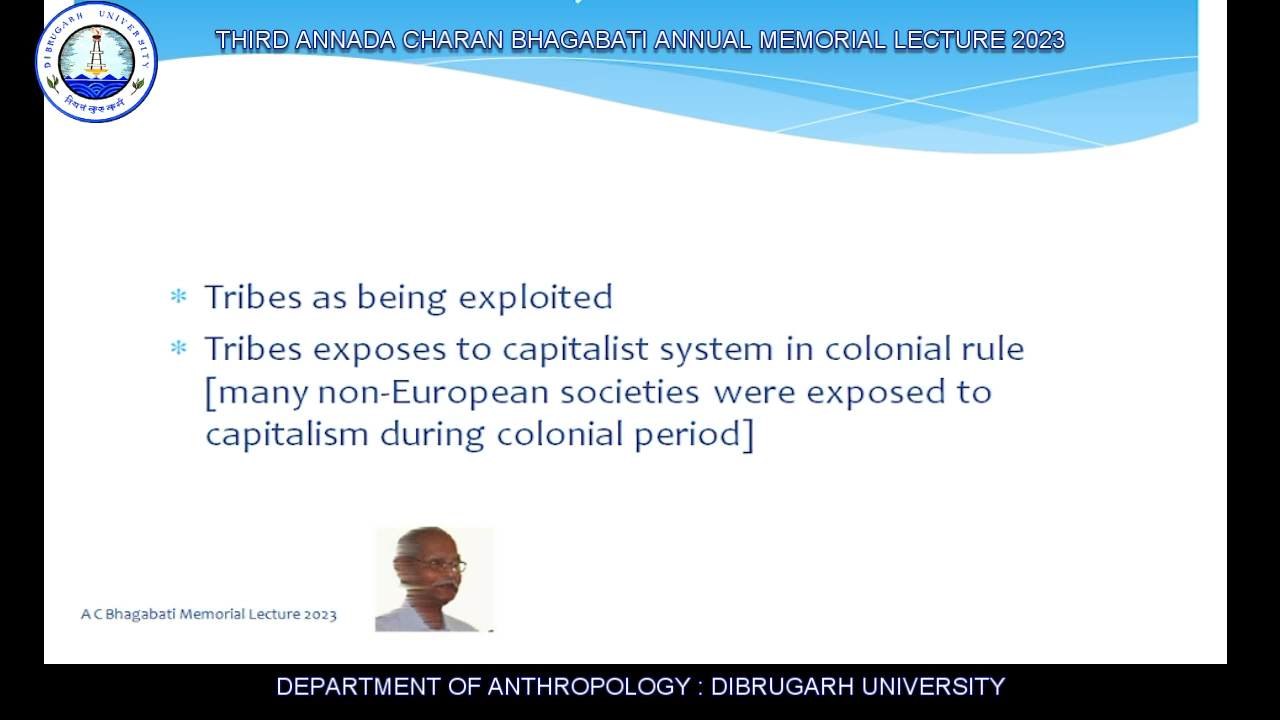 THIRD ANNADA CHARAN BHAGABATI ANNUAL MEMORIAL LECTURE 2023
DIBRUGARH UNIVERSITY
* Tribes as being exploited
* Tribes exposes to capitalist system in colonial rule
[many non-European societies were exposed to
capitalism during colonial period]
A C Bhagabati Memorial Lecture 2023
DEPARTMENT OF ANTHROPOLOGY : DIBRUGARH UNIVERSITY